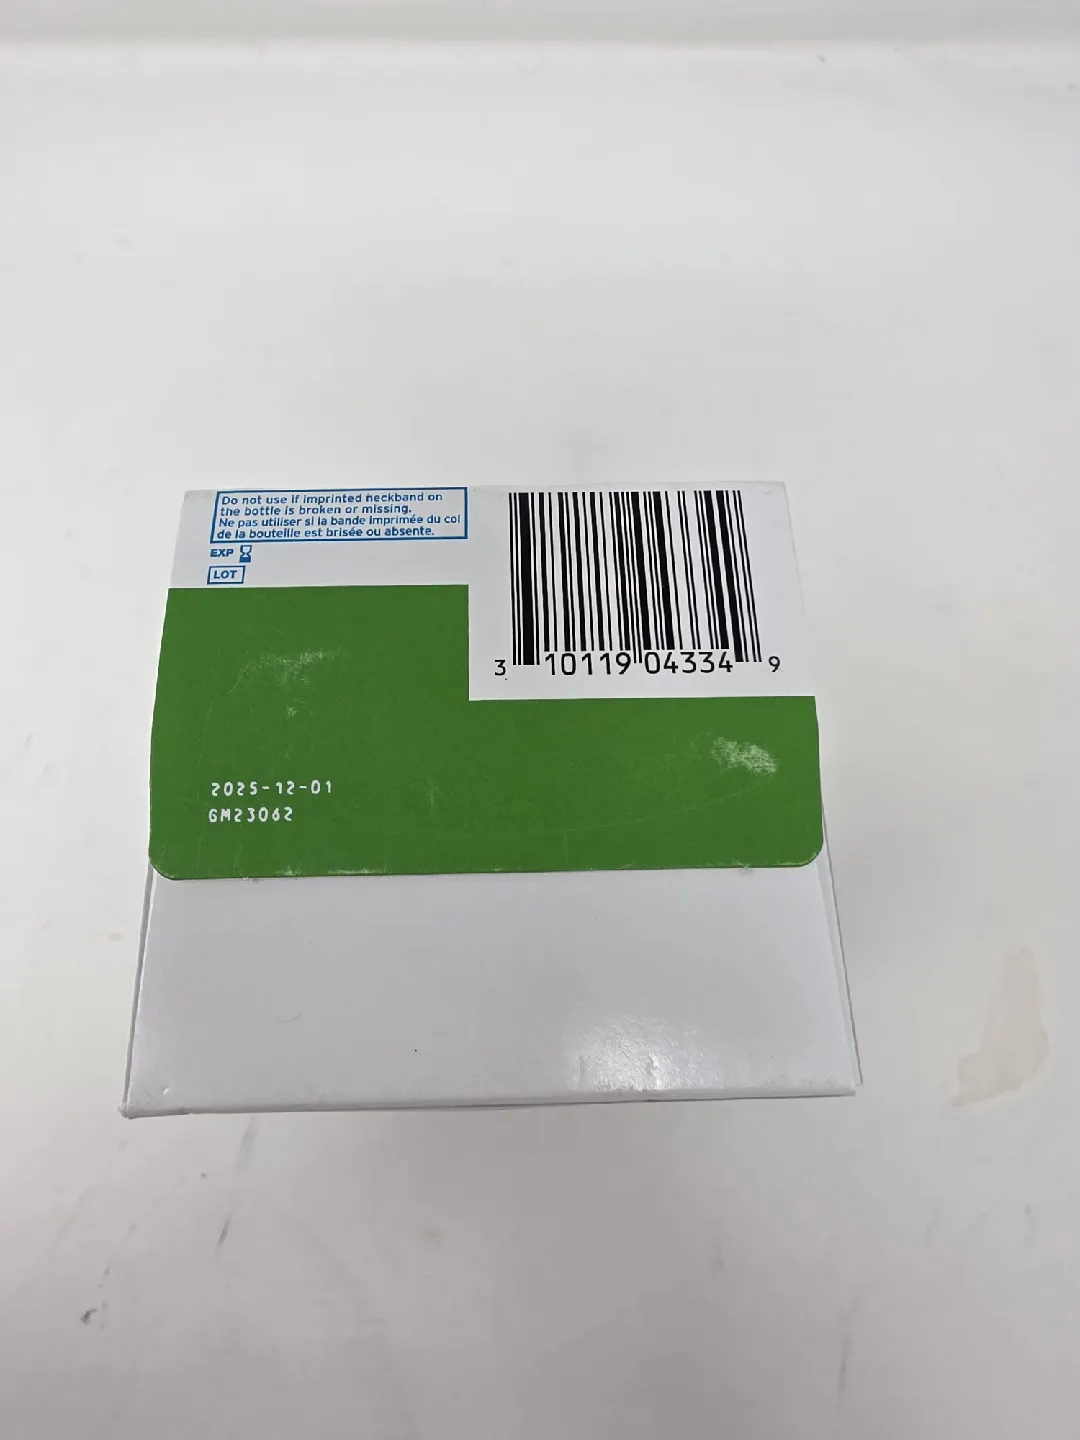 Do not use if imprinted neckband on
the bottle is broken or missing.
Ne pas utiliser si la bande imprimée du col
de la bouteille est brisée ou absente.
EXP
LOT
3 10119 04334 9
2025-12-01
GM23062